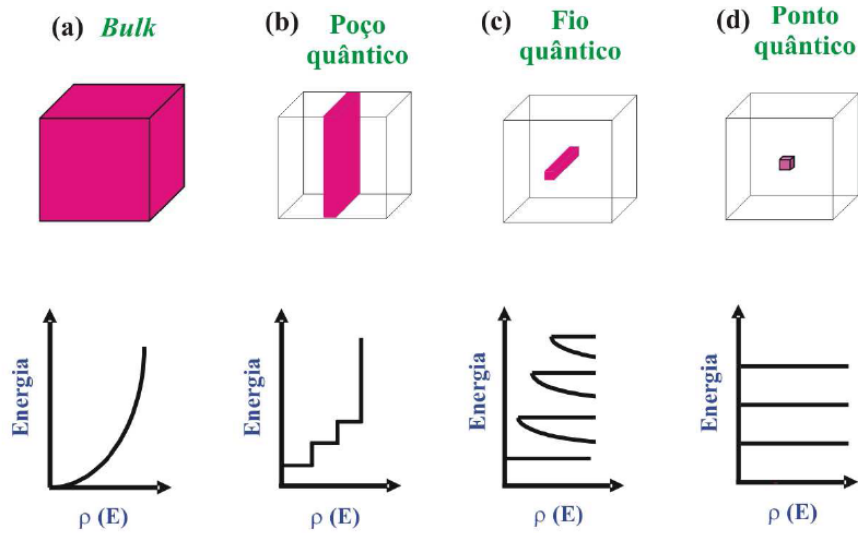 (a) Bulk
(b) Poço
quântico
(c) Fio
quântico
(d) Ponto
quântico
Energia
ρ (E)
Energia
ρ (E)
Energia
ρ (E)
Energia
ρ (E)